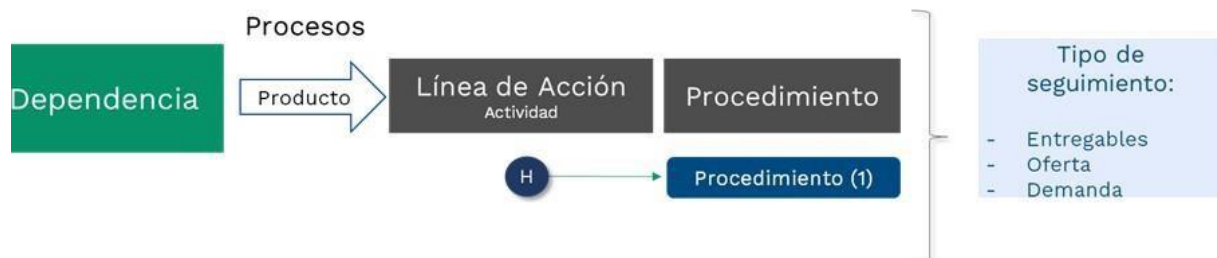 Procesos
Dependencia
Producto
Línea de Acción
Actividad
Procedimiento
H
Procedimiento (1)
Tipo de
seguimiento:
- Entregables
- Oferta
- Demanda